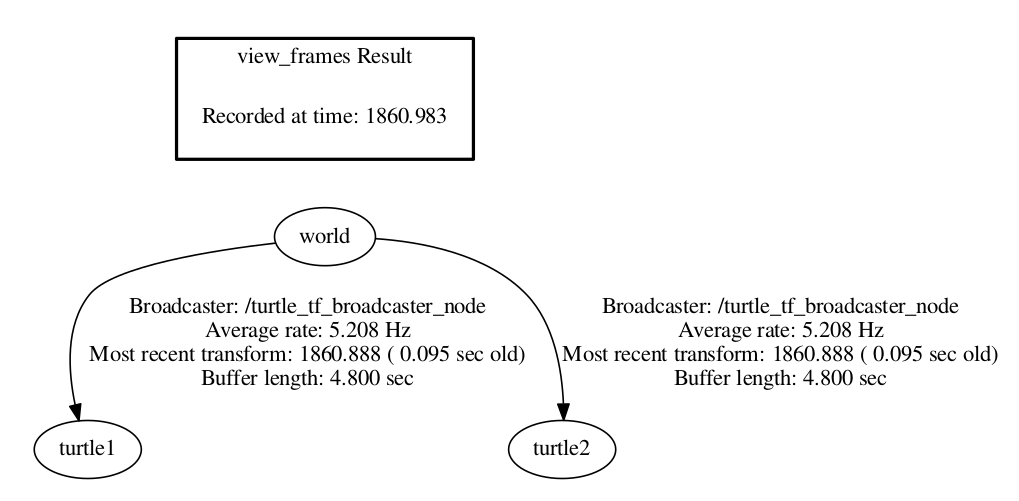 view_frames Result
Recorded at time: 1860.983
world
Broadcaster: /turtle_tf_broadcaster_node
Average rate: 5.208 Hz
Most recent transform: 1860.888 ( 0.095 sec old)
Buffer length: 4.800 sec
Broadcaster: /turtle_tf_broadcaster_node
Average rate: 5.208 Hz
Most recent transform: 1860.888 ( 0.095 sec old)
Buffer length: 4.800 sec
turtle1
turtle2